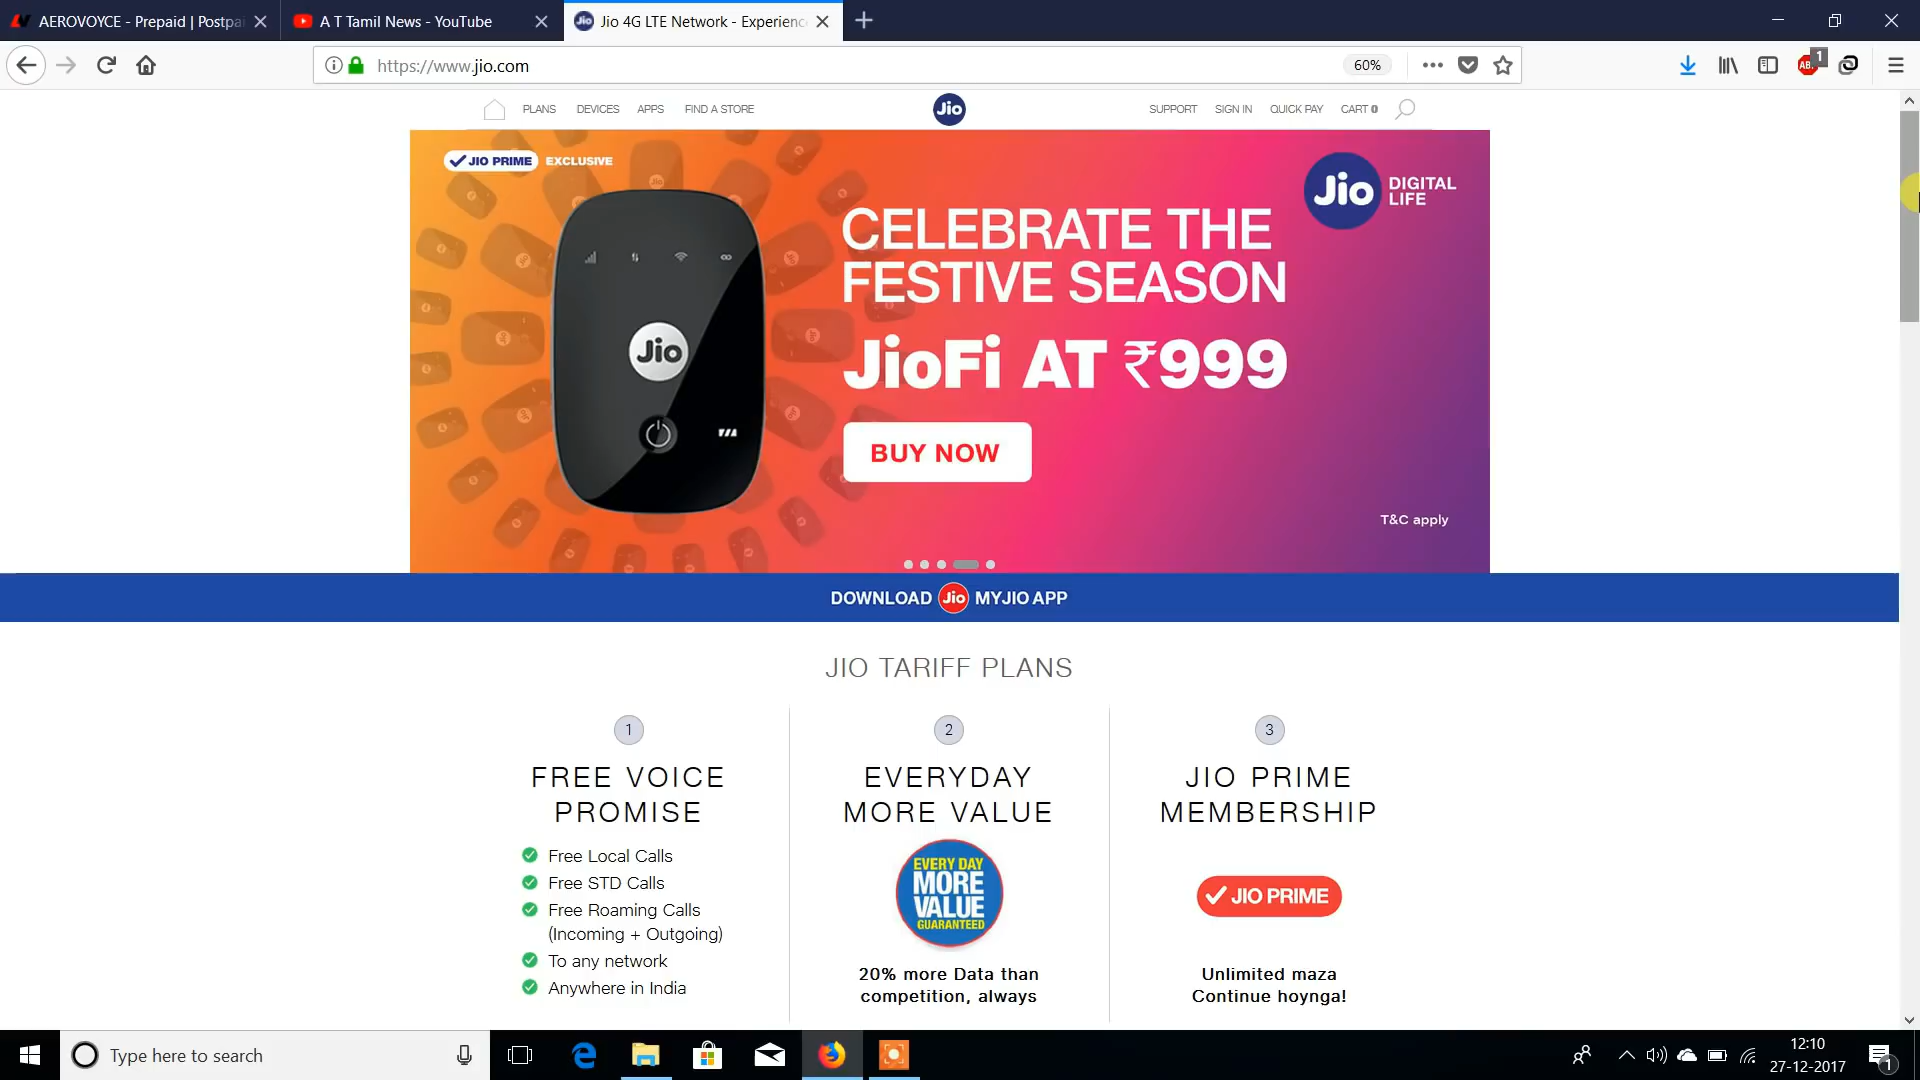 AEROVOYCE - Prepaid | Postpai
A T Tamil News - YouTube
Jio 4G LTE Network - Experienc
https://www.jio.com
60%
ABP
1
PLANS
DEVICES
APPS
FIND A STORE
Jio
SUPPORT
SIGN IN
QUICK PAY
CART 0
JIO PRIME EXCLUSIVE
Jio DIGITAL
LIFE
CELEBRATE THE
FESTIVE SEASON
JioFi AT ₹999
Jio
BUY NOW
T&C apply
DOWNLOAD Jio MYJIO APP
JIO TARIFF PLANS
1
FREE VOICE
PROMISE
Free Local Calls
Free STD Calls
Free Roaming Calls
(Incoming + Outgoing)
To any network
Anywhere in India
2
EVERYDAY
MORE VALUE
EVERY DAY
MORE
VALUE
GUARANTEED
20% more Data than
competition, always
3
JIO PRIME
MEMBERSHIP
JIO PRIME
Unlimited maza
Continue hoynga!
Type here to search
12:10
27-12-2017
1